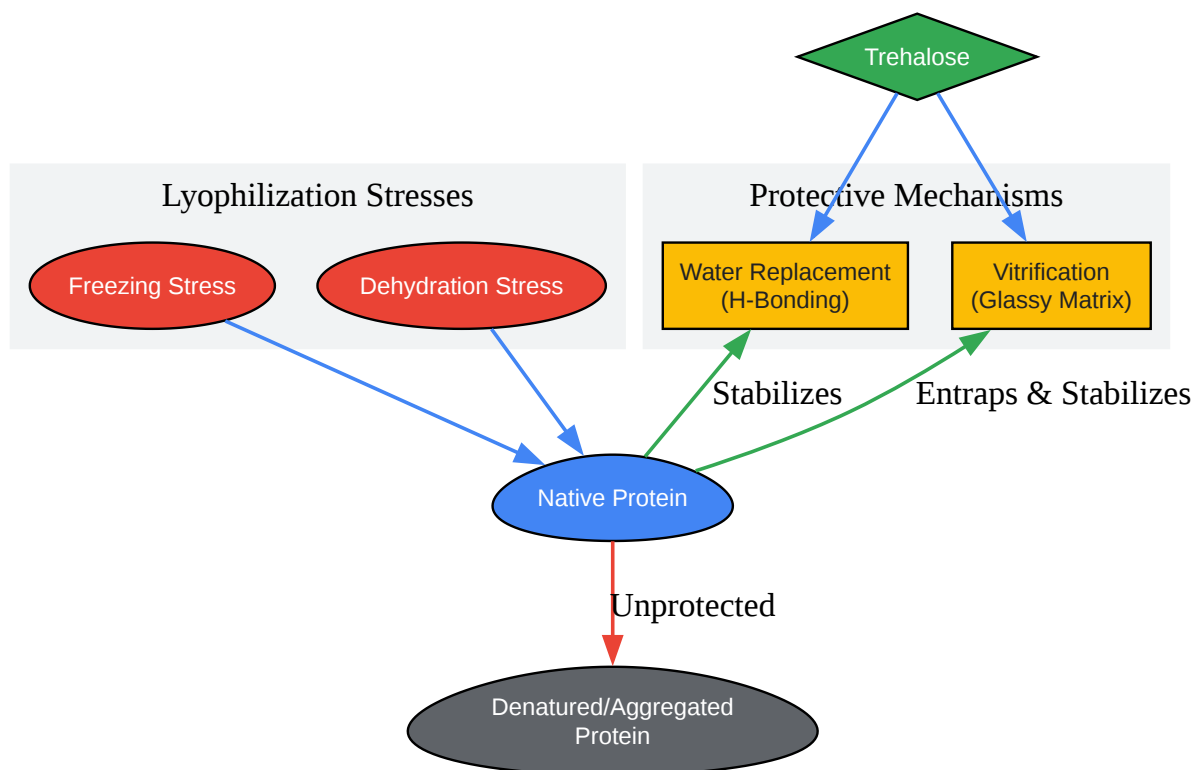 Trehalose
Lyophilization Stresses
Protective Mechanisms
Freezing Stress
Dehydration Stress
Water Replacement
(H-Bonding)
Vitrification
(Glassy Matrix)
Stabilizes
Entraps & Stabilizes
Native Protein
Unprotected
Denatured/Aggregated
Protein